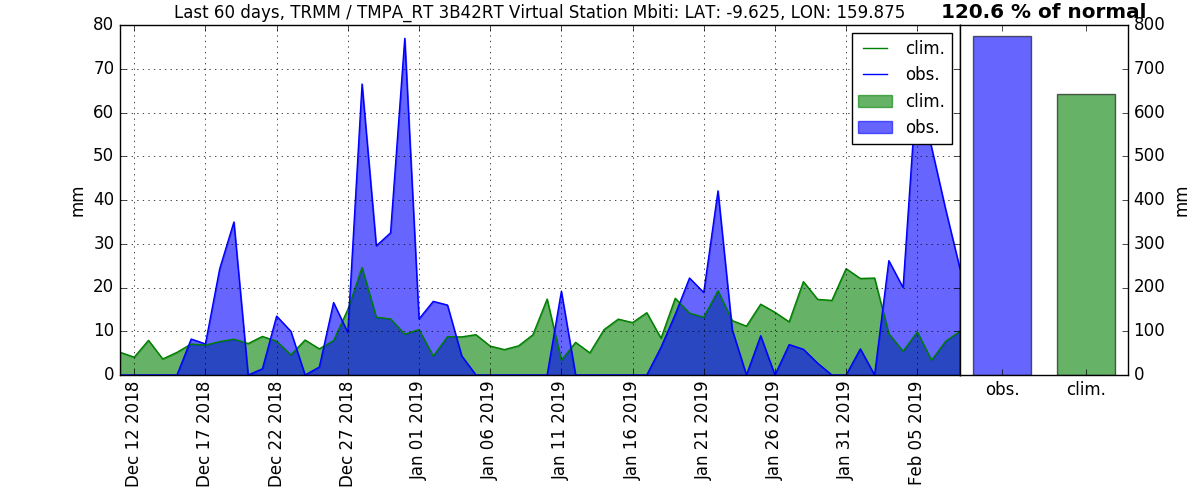 Last 60 days, TRMM / TMPA_RT 3B42RT Virtual Station Mbiti: LAT: -9.625, LON: 159.875
120.6 % of normal
80
70
60
50
40
30
20
10
0
mm
clim.
obs.
clim.
obs.
800
700
600
500
400
300
200
100
0
mm
obs.
clim.
Dec 12 2018
Dec 17 2018
Dec 22 2018
Dec 27 2018
Jan 01 2019
Jan 06 2019
Jan 11 2019
Jan 16 2019
Jan 21 2019
Jan 26 2019
Jan 31 2019
Feb 05 2019